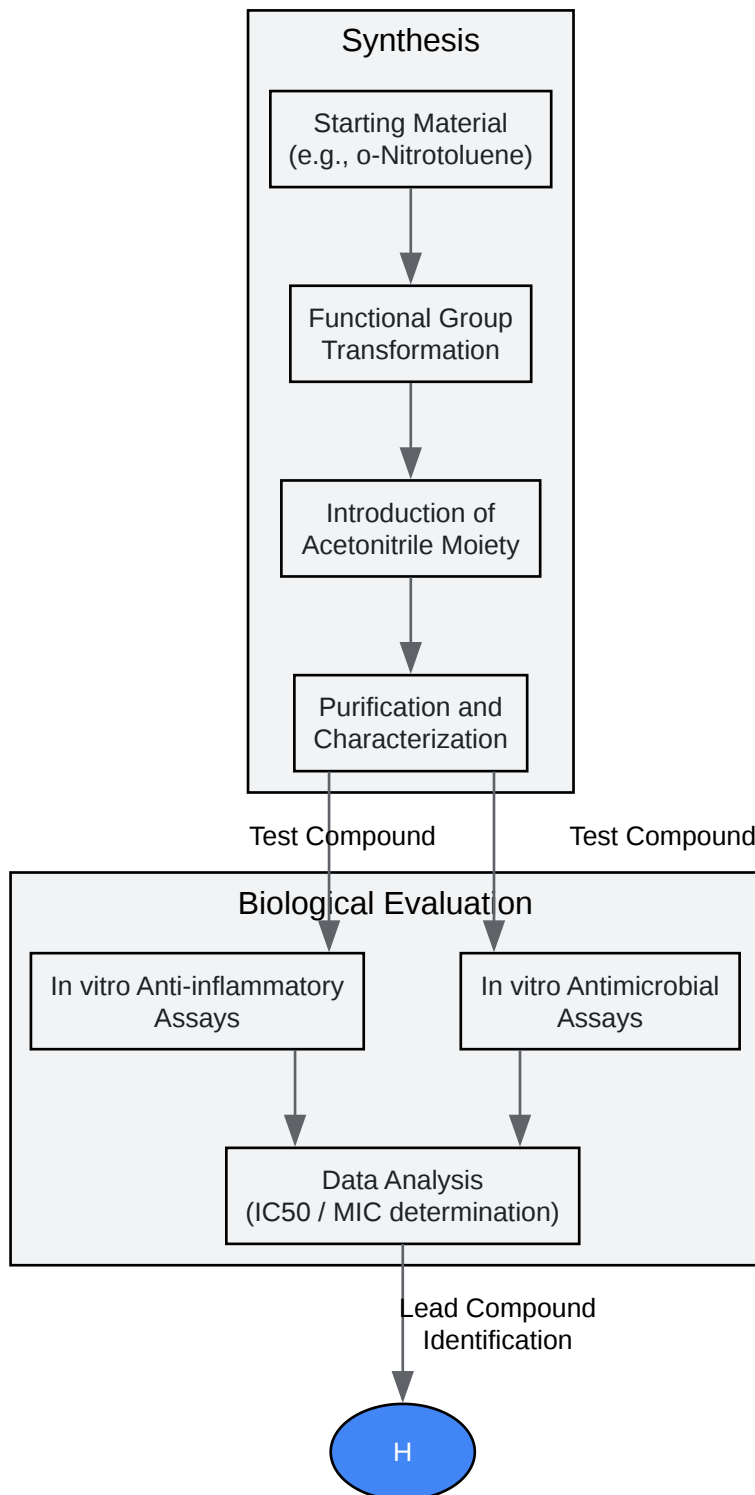 Synthesis
Starting Material
(e.g., o-Nitrotoluene)
Functional Group
Transformation
Introduction of
Acetonitrile Moiety
Purification and
Characterization
Test Compound
Test Compound
Biological Evaluation
In vitro Anti-inflammatory
Assays
In vitro Antimicrobial
Assays
Data Analysis
(IC50 / MIC determination)
Lead Compound
Identification
H